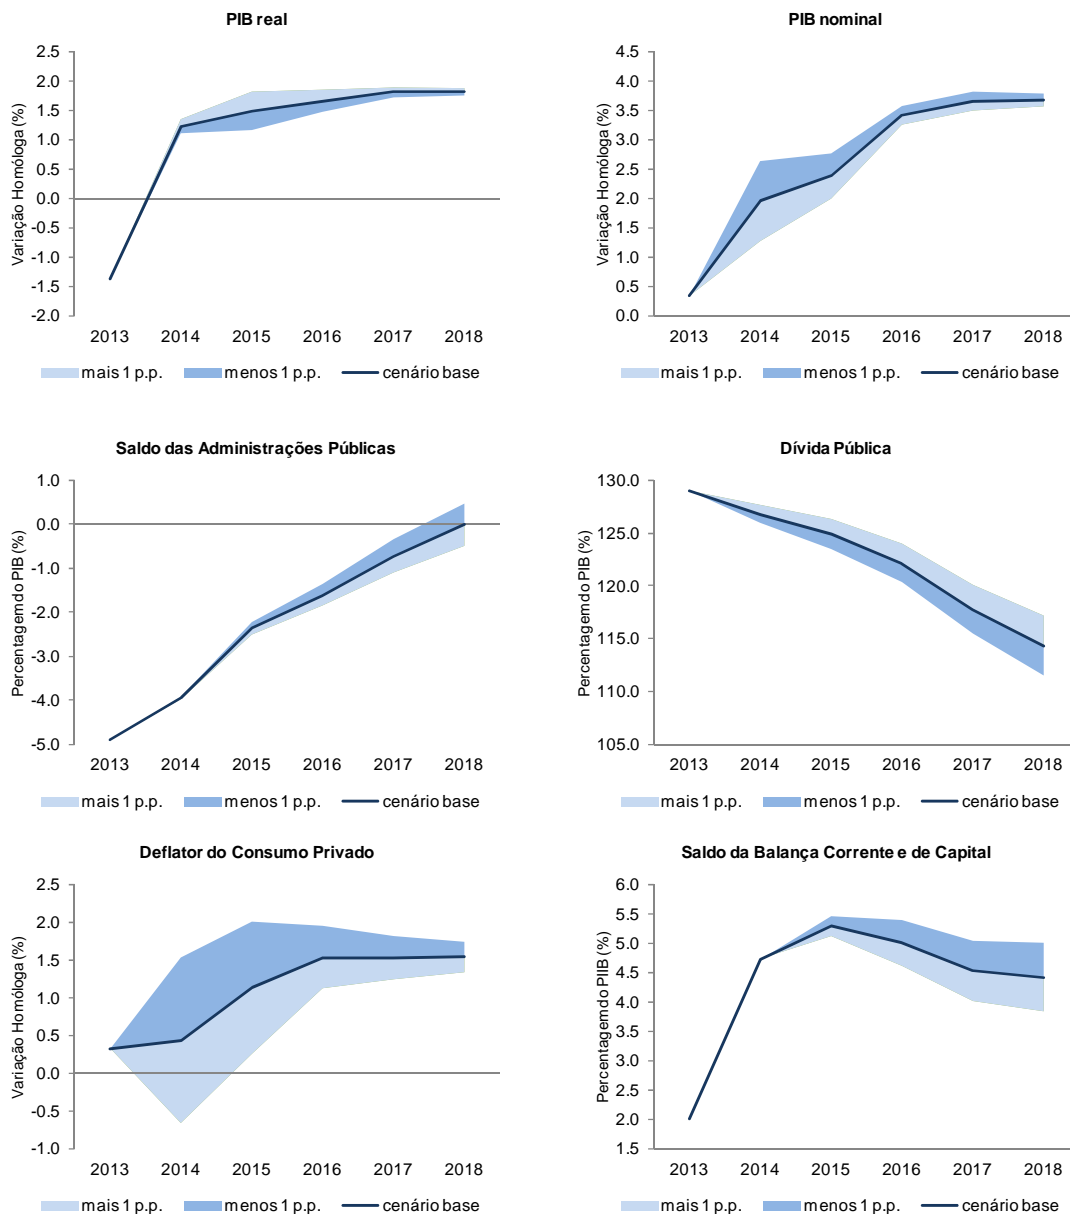 PIB real
Variação Homóloga (%)
2.5
2.0
1.5
1.0
0.5
0.0
-0.5
-1.0
-1.5
-2.0
2013 2014 2015 2016 2017 2018
mais 1 p.p. menos 1 p.p. cenário base
PIB nominal
Variação Homóloga (%)
4.5
4.0
3.5
3.0
2.5
2.0
1.5
1.0
0.5
0.0
2013 2014 2015 2016 2017 2018
mais 1 p.p. menos 1 p.p. cenário base
Saldo das Administrações Públicas
Percentagem do PIB (%)
1.0
0.0
-1.0
-2.0
-3.0
-4.0
-5.0
2013 2014 2015 2016 2017 2018
mais 1 p.p. menos 1 p.p. cenário base
Dívida Pública
Percentagem do PIB (%)
130.0
125.0
120.0
115.0
110.0
105.0
2013 2014 2015 2016 2017 2018
mais 1 p.p. menos 1 p.p. cenário base
Deflator do Consumo Privado
Variação Homóloga (%)
2.5
2.0
1.5
1.0
0.5
0.0
-0.5
-1.0
2013 2014 2015 2016 2017 2018
mais 1 p.p. menos 1 p.p. cenário base
Saldo da Balança Corrente e de Capital
Percentagem do PIIB (%)
6.0
5.5
5.0
4.5
4.0
3.5
3.0
2.5
2.0
1.5
2013 2014 2015 2016 2017 2018
mais 1 p.p. menos 1 p.p. cenário base